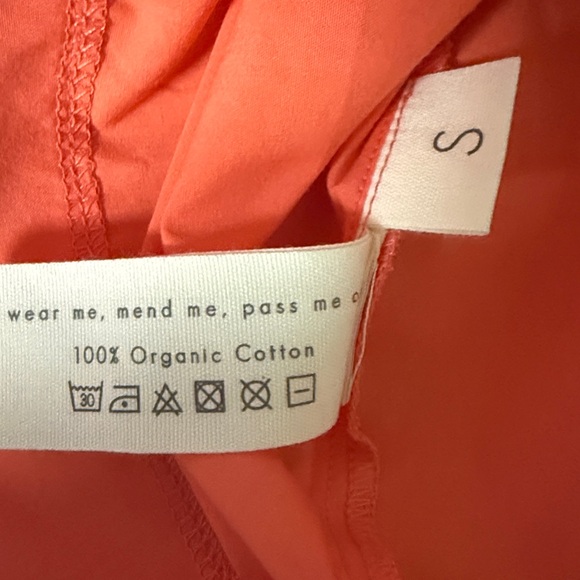 S
wear me, mend me, pass me
100% Organic Cotton
30